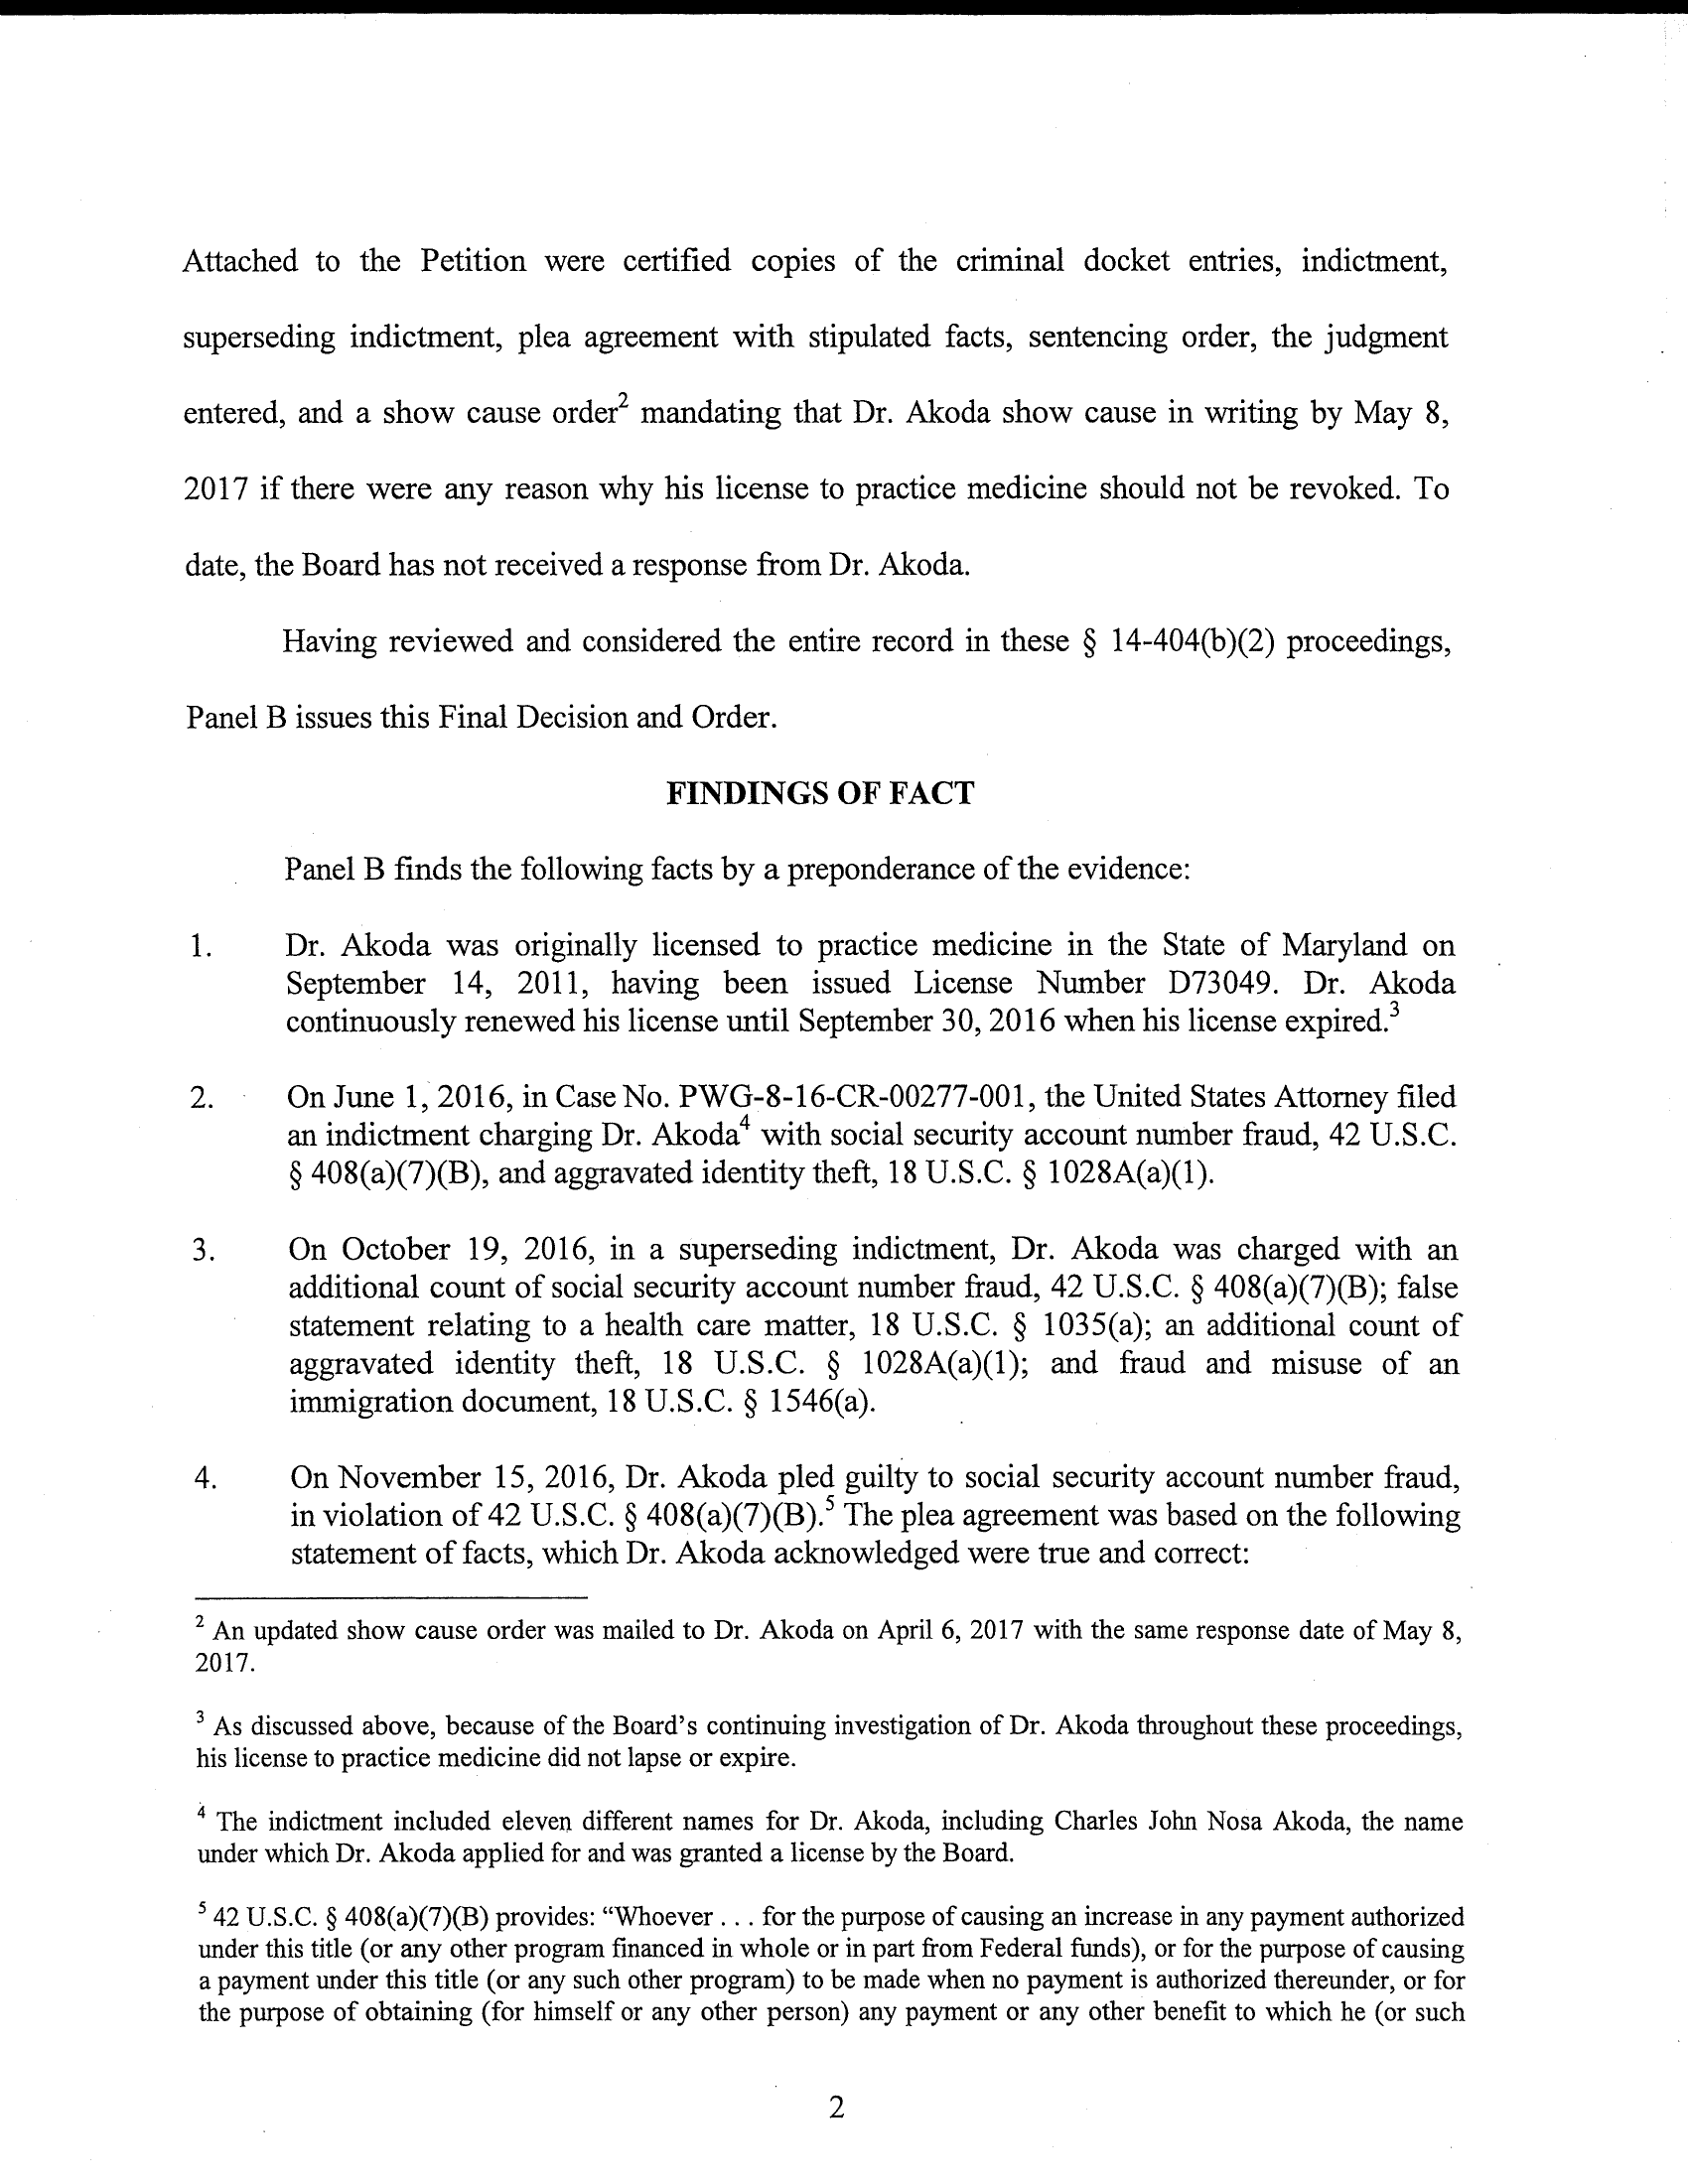 Attached to the Petition were certified copies of the criminal docket entries, indictment,
superseding indictment, plea agreement with stipulated facts, sentencing order, the judgment
entered, and a show cause order² mandating that Dr. Akoda show cause in writing by May 8,
2017 if there were any reason why his license to practice medicine should not be revoked. To
date, the Board has not received a response from Dr. Akoda.
Having reviewed and considered the entire record in these § 14-404(b)(2) proceedings,
Panel B issues this Final Decision and Order.
FINDINGS OF FACT
Panel B finds the following facts by a preponderance of the evidence:
1. Dr. Akoda was originally licensed to practice medicine in the State of Maryland on
September 14, 2011, having been issued License Number D73049. Dr. Akoda
continuously renewed his license until September 30, 2016 when his license expired.³
2. On June 1, 2016, in Case No. PWG-8-16-CR-00277-001, the United States Attorney filed
an indictment charging Dr. Akoda⁴ with social security account number fraud, 42 U.S.C.
§ 408(a)(7)(B), and aggravated identity theft, 18 U.S.C. § 1028A(a)(1).
3. On October 19, 2016, in a superseding indictment, Dr. Akoda was charged with an
additional count of social security account number fraud, 42 U.S.C. § 408(a)(7)(B); false
statement relating to a health care matter, 18 U.S.C. § 1035(a); an additional count of
aggravated identity theft, 18 U.S.C. § 1028A(a)(1); and fraud and misuse of an
immigration document, 18 U.S.C. § 1546(a).
4. On November 15, 2016, Dr. Akoda pled guilty to social security account number fraud,
in violation of 42 U.S.C. § 408(a)(7)(B).⁵ The plea agreement was based on the following
statement of facts, which Dr. Akoda acknowledged were true and correct:
² An updated show cause order was mailed to Dr. Akoda on April 6, 2017 with the same response date of May 8,
2017.
³ As discussed above, because of the Board's continuing investigation of Dr. Akoda throughout these proceedings,
his license to practice medicine did not lapse or expire.
⁴ The indictment included eleven different names for Dr. Akoda, including Charles John Nosa Akoda, the name
under which Dr. Akoda applied for and was granted a license by the Board.
⁵ 42 U.S.C. § 408(a)(7)(B) provides: “Whoever . . . for the purpose of causing an increase in any payment authorized
under this title (or any other program financed in whole or in part from Federal funds), or for the purpose of causing
a payment under this title (or any such other program) to be made when no payment is authorized thereunder, or for
the purpose of obtaining (for himself or any other person) any payment or any other benefit to which he (or such
2